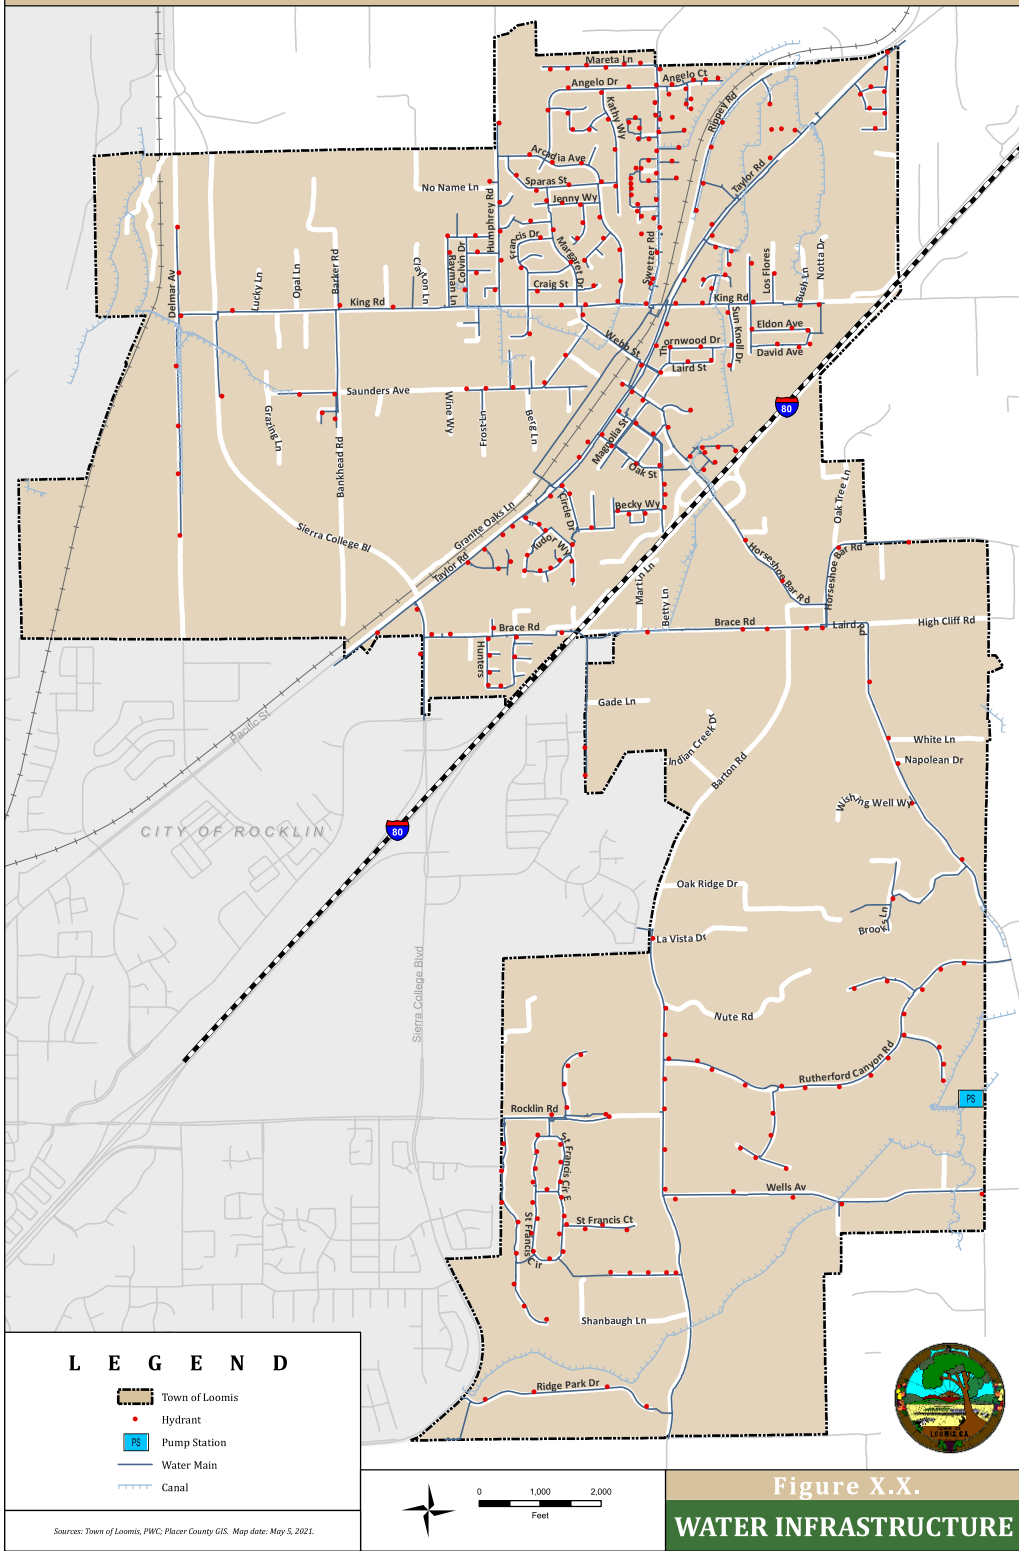 Mareta Ln
Angelo Dr
Angelo Ct
Kathy Wy
Rippey Rd
Arcadia Ave
Taylor Rd
No Name Ln
Sparas St
Jenny Wy
Humphrey Rd
Francis Dr
Margaret Dr
Swetzer Rd
Colvin Dr
Rayman Ln
Clayton Ln
Craig St
Delmar Av
Lucky Ln
Opal Ln
Barker Rd
King Rd
King Rd
Los Flores
Bush Ln
Notta Dr
Sun Knoll Dr
Eldon Ave
David Ave
Webb St
Thornwood Dr
Laird St
Saunders Ave
80
Grazing Ln
Wine Wy
Frost Ln
Berg Ln
Magnolia St
Bankhead Rd
Oak St
Oak Tree Ln
Circle Dr
Becky Wy
Granite Oaks Ln
Sierra College Bl
Tudor Wy
Taylor Rd
Horseshoe Bar Rd
Horseshoe Bar Rd
Martin Ln
Betty Ln
Brace Rd
Brace Rd
Laird Rd
High Cliff Rd
Hunters
Gade Ln
Pacific St
Indian Creek Dr
Barton Rd
White Ln
Napolean Dr
Wishing Well Wy
CITY OF ROCKLIN
80
Oak Ridge Dr
Brooks Ln
La Vista Dr
Sierra College Blvd
Nute Rd
Rutherford Canyon Rd
PS
Rocklin Rd
St Francis Cir E
Wells Av
St Francis Ct
St Francis Cir
Shanbaugh Ln
Ridge Park Dr
LEGEND
Town of Loomis
Hydrant
PS Pump Station
Water Main
Canal
Sources: Town of Loomis, PWC; Placer County GIS. Map date: May 5, 2021.
0 1,000 2,000
Feet
TOWN OF
LOOMIS, CA.
Figure X.X.
WATER INFRASTRUCTURE